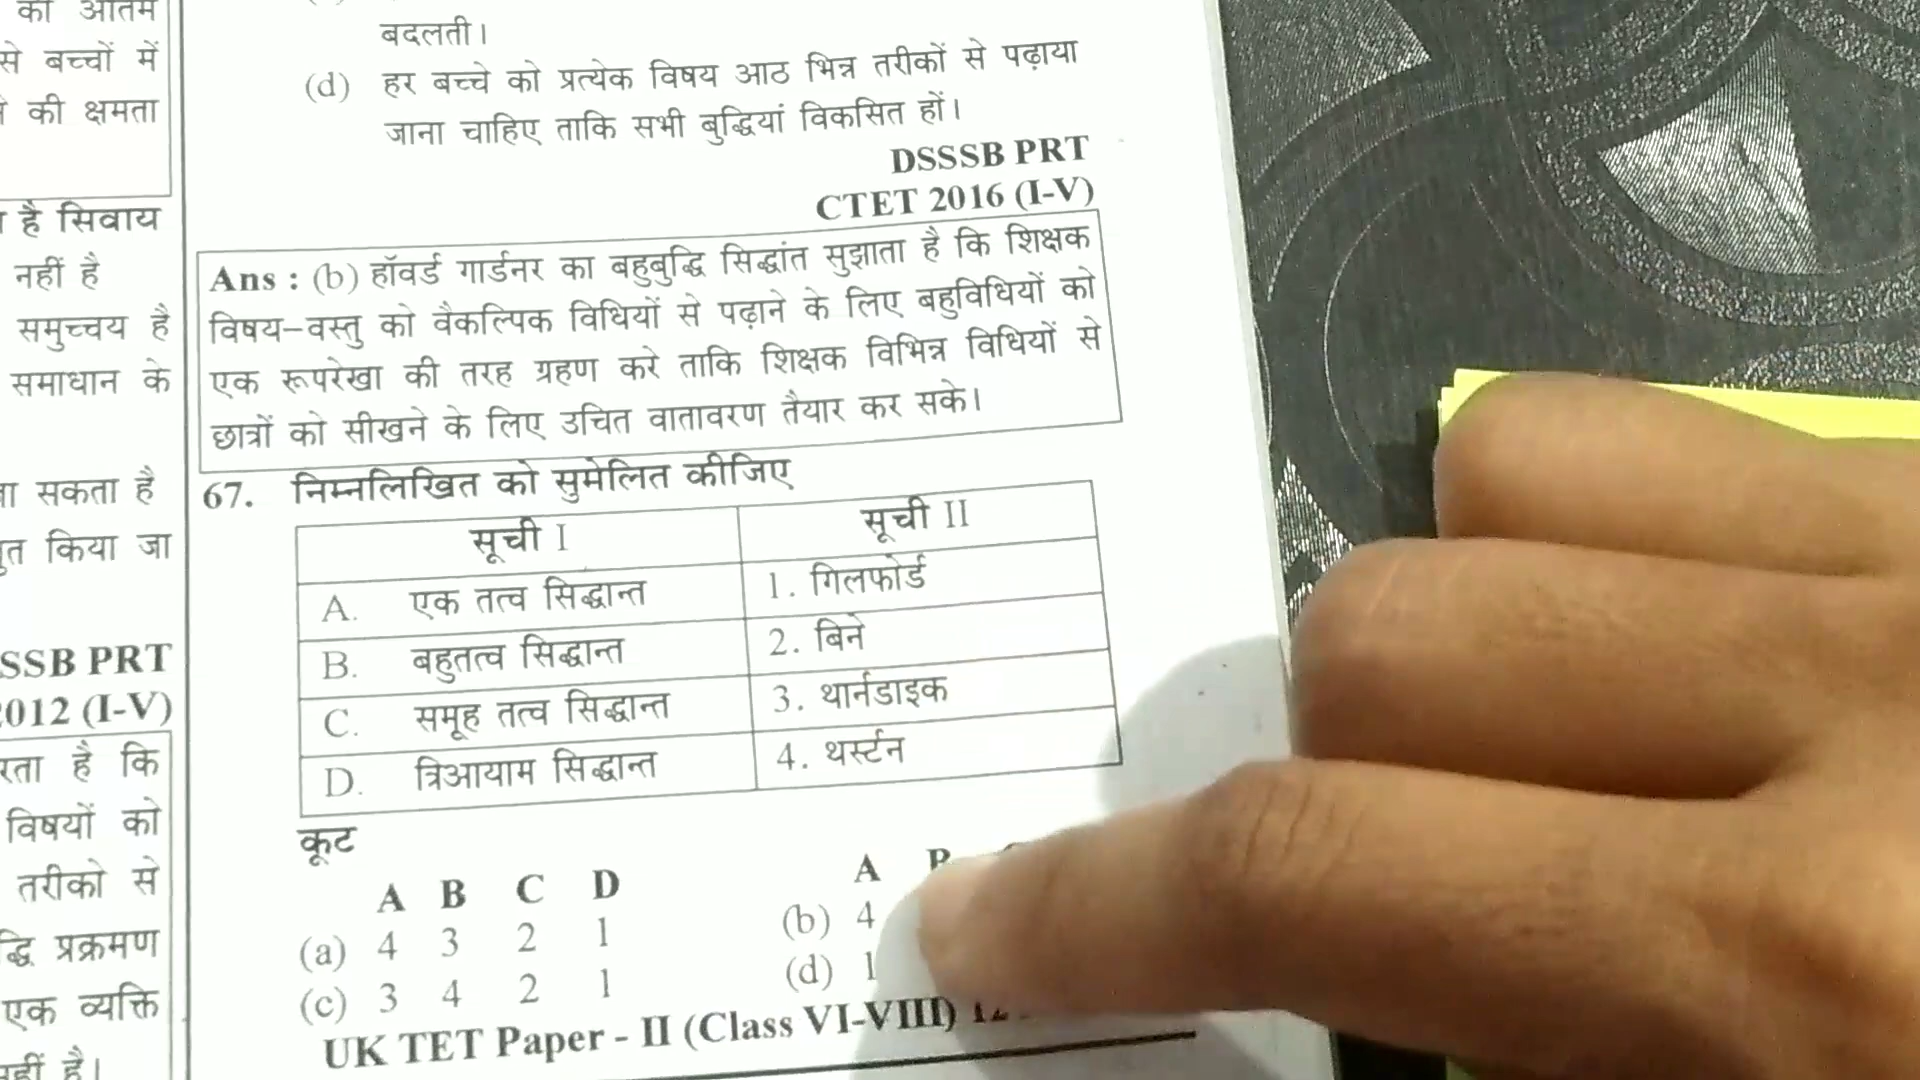 का अंतिम
से बच्चों में
की क्षमता
है सिवाय
नहीं है
समुच्चय है
समाधान के
सकता है
किया जा
SSB PRT
2012 (I-V)
है कि
विषयों को
तरीको से
प्रक्रमण
एक व्यक्ति
नहीं है।
बदलती।
(d) हर बच्चे को प्रत्येक विषय आठ भिन्न तरीकों से पढ़ाया
जाना चाहिए ताकि सभी बुद्धियां विकसित हों।
DSSSB PRT
CTET 2016 (I-V)
Ans : (b) हॉवर्ड गार्डनर का बहुबुद्धि सिद्धांत सुझाता है कि शिक्षक
विषय–वस्तु को वैकल्पिक विधियों से पढ़ाने के लिए बहुविधियों को
एक रूपरेखा की तरह ग्रहण करे ताकि शिक्षक विभिन्न विधियों से
छात्रों को सीखने के लिए उचित वातावरण तैयार कर सके।
67. निम्नलिखित को सुमेलित कीजिए
सूची I सूची II
A. एक तत्व सिद्धान्त 1. गिलफोर्ड
B. बहुतत्व सिद्धान्त 2. बिने
C. समूह तत्व सिद्धान्त 3. थार्नडाइक
D. त्रिआयाम सिद्धान्त 4. थर्स्टन
कूट
A B C D A B
(a) 4 3 2 1 (b) 4
(c) 3 4 2 1 (d) 1
UK TET Paper - II (Class VI-VIII)